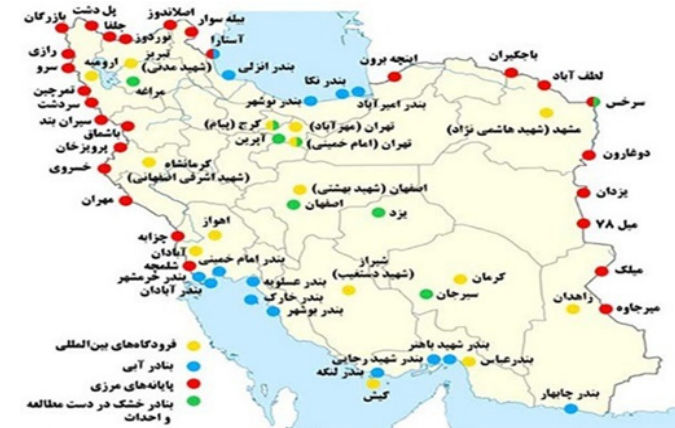 اصلاندوز
بیله سوار
پل دشت
جلفا
بازرگان
نوردوز
آستارا
تبریز
(شهید مدنی)
ارومیه
رازی
سرو
مراغه
تمرچین
سردشت
سیران بند
باشماق
پرویزخان
خسروی
مهران
بندر انزلی
بندر نوشهر
بندر نکا
بندر امیرآباد
اینچه برون
باجگیران
لطف آباد
سرخس
مشهد (شهید هاشمی نژاد)
دوغارون
یزدان
میل ۷۸
میلک
میرجاوه
زاهدان
کرج (پیام)
تهران (مهرآباد)
آپرین
تهران (امام خمینی)
کرمانشاه
(شهید اشرفی اصفهانی)
اصفهان (شهید بهشتی)
اصفهان
یزد
اهواز
چزابه
آبادان
شلمچه
بندر امام خمینی
بندر خرمشهر
بندر آبادان
بندر عسلویه
بندر خارک
بندر بوشهر
شیراز
(شهید دستغیب)
کرمان
سیرجان
بندر شهید باهنر
بندر شهید رجایی
بندرعباس
بندر لنگه
کیش
بندر چابهار
فرودگاه‌های بین‌المللی
بنادر آبی
پایانه‌های مرزی
بنادر خشک در دست مطالعه
و احداث